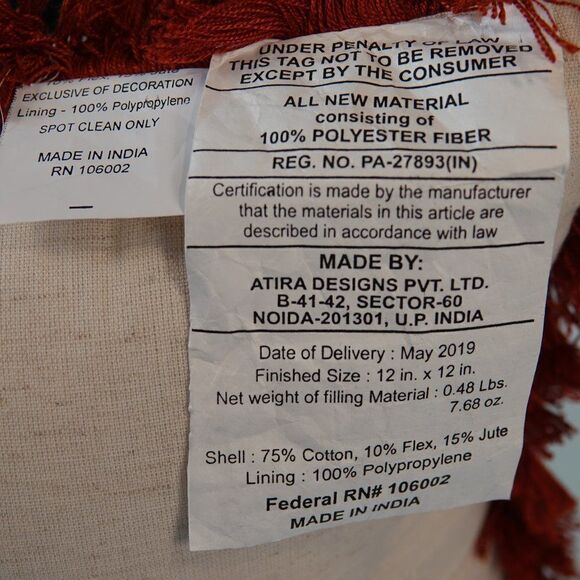 EXCLUSIVE OF DECORATION
Lining - 100% Polypropylene
SPOT CLEAN ONLY
MADE IN INDIA
RN 106002
UNDER PENALTY OF LAW
THIS TAG NOT TO BE REMOVED
EXCEPT BY THE CONSUMER
ALL NEW MATERIAL
consisting of
100% POLYESTER FIBER
REG. NO. PA-27893(IN)
Certification is made by the manufacturer
that the materials in this article are
described in accordance with law
MADE BY:
ATIRA DESIGNS PVT. LTD.
B-41-42, SECTOR-60
NOIDA-201301, U.P. INDIA
Date of Delivery : May 2019
Finished Size : 12 in. x 12 in.
Net weight of filling Material : 0.48 Lbs.
7.68 oz.
Shell : 75% Cotton, 10% Flex, 15% Jute
Lining : 100% Polypropylene
Federal RN# 106002
MADE IN INDIA